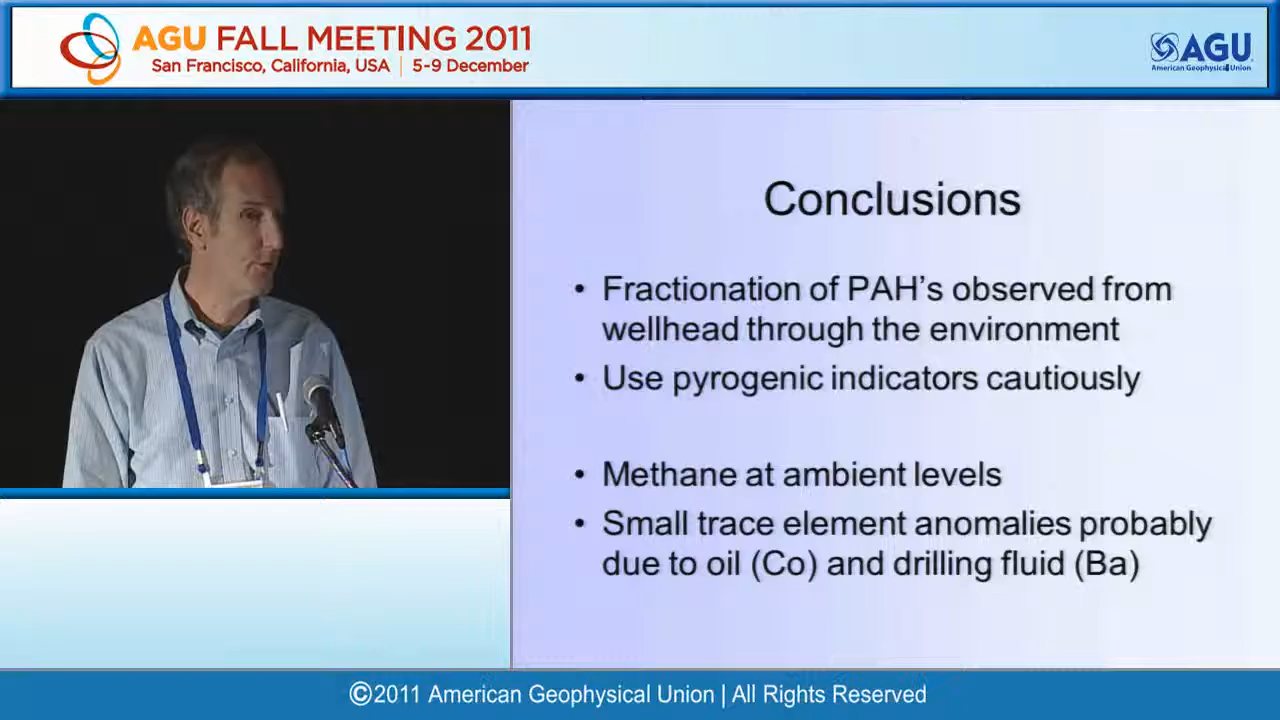 AGU FALL MEETING 2011
San Francisco, California, USA | 5-9 December
AGU
American Geophysical Union
Conclusions
• Fractionation of PAH's observed from
wellhead through the environment
• Use pyrogenic indicators cautiously
• Methane at ambient levels
• Small trace element anomalies probably
due to oil (Co) and drilling fluid (Ba)
©2011 American Geophysical Union | All Rights Reserved